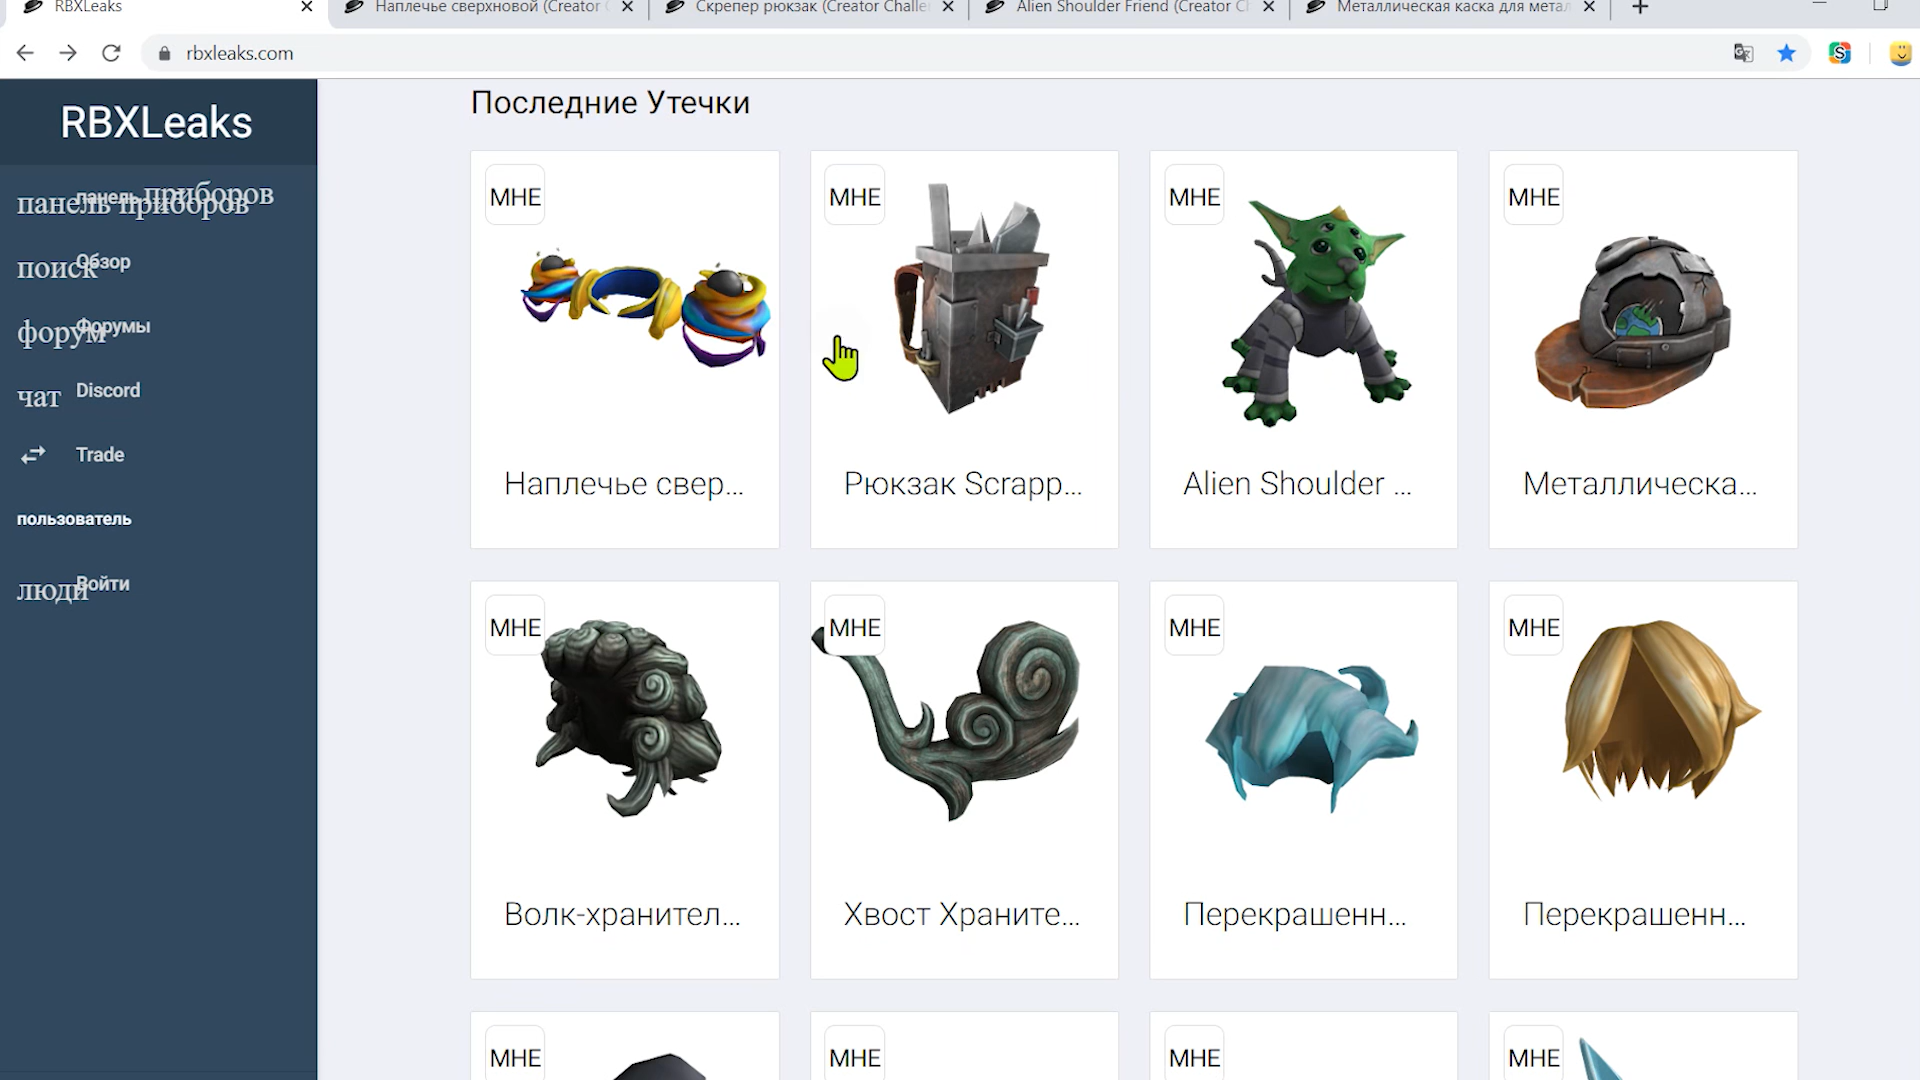 RBXLeaks
Наплечье сверхновой (Creator
Скрепер рюкзак (Creator Challe
Alien Shoulder Friend (Creator C
Металлическая каска для метал
rbxleaks.com
RBXLeaks
панель приборов
панель приборов
поиск
Обзор
форум
Форумы
чат
Discord
Trade
пользователь
люди
Войти
Последние Утечки
МНЕ
МНЕ
МНЕ
МНЕ
Наплечье свер...
Рюкзак Scrapp...
Alien Shoulder ...
Металлическа...
МНЕ
МНЕ
МНЕ
МНЕ
Волк-хранител...
Хвост Храните...
Перекрашенн...
Перекрашенн...
МНЕ
МНЕ
МНЕ
МНЕ